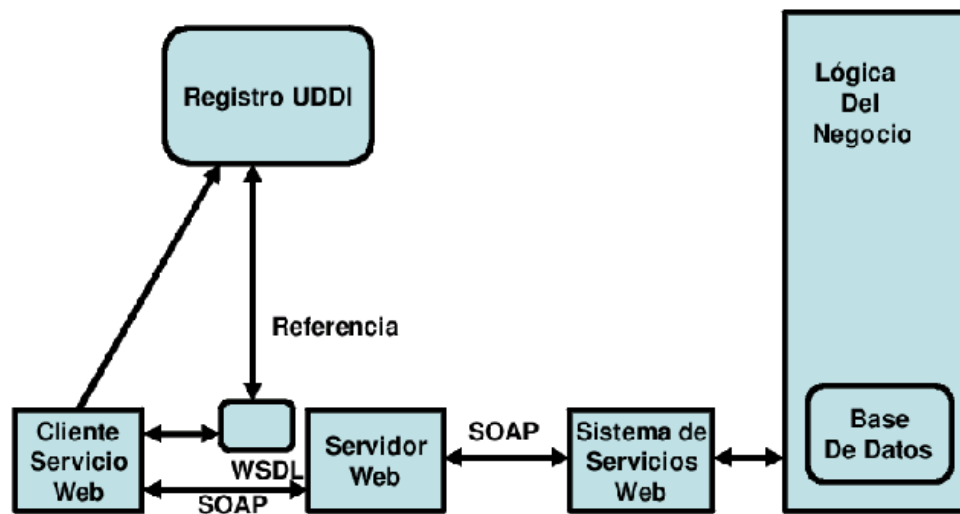 Registro UDDI
Lógica
Del
Negocio
Referencia
Cliente
Servicio
Web
WSDL
SOAP
Servidor
Web
SOAP
Sistema de
Servicios
Web
Base
De Datos